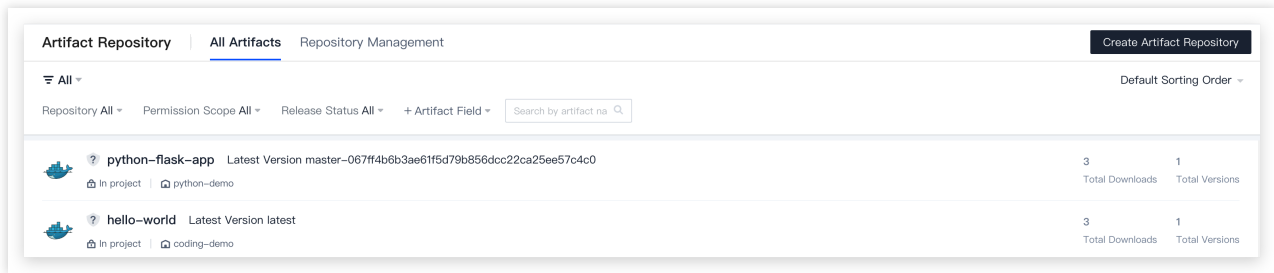 Artifact Repository All Artifacts Repository Management Create Artifact Repository
All Default Sorting Order
Repository All Permission Scope All Release Status All + Artifact Field Search by artifact na
? python-flask-app Latest Version master-067ff4b6b3ae61f5d79b856dcc22ca25ee57c4c0 3 1
In project python-demo Total Downloads Total Versions
? hello-world Latest Version latest 3 1
In project coding-demo Total Downloads Total Versions